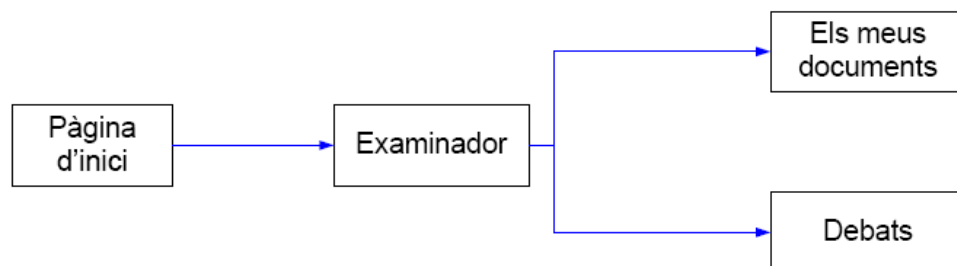 Pàgina
d'inici
Examinador
Els meus
documents
Debats